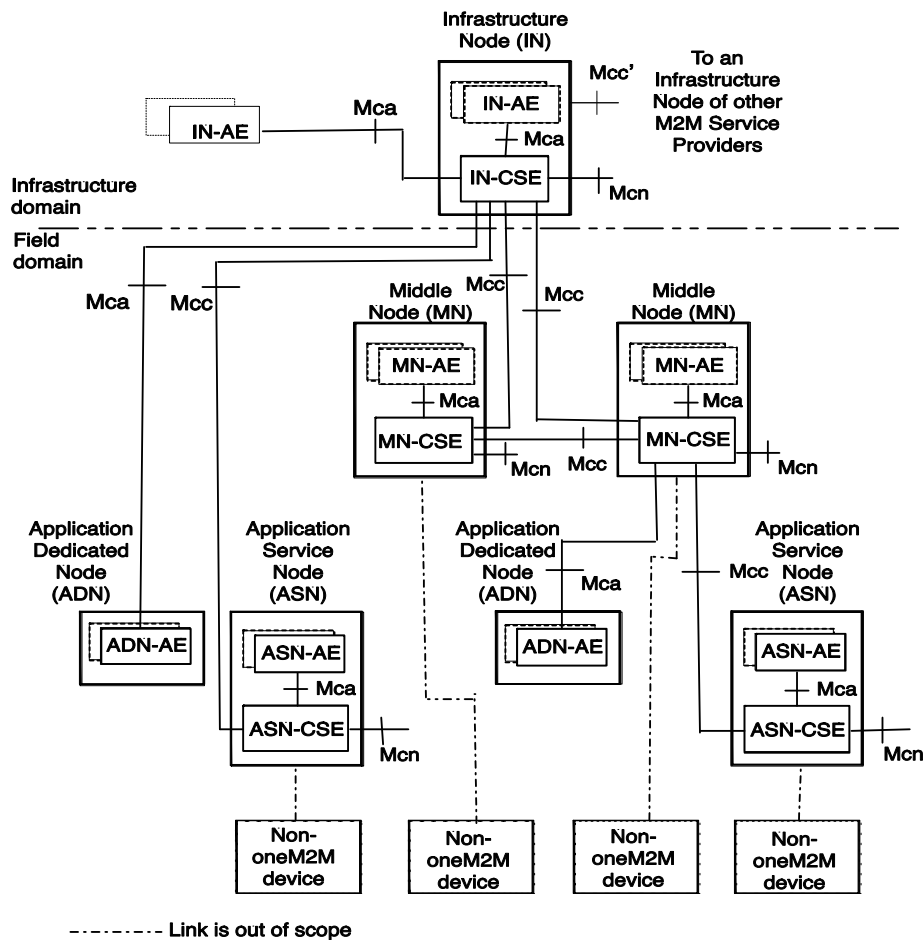 Infrastructure
Node (IN)
To an
Infrastructure
Node of other
M2M Service
Providers
Mcc’
IN-AE
Mca
IN-AE
Mca
IN-CSE
Mcn
Infrastructure
domain
Field
domain
Mca
Mcc
Mcc
Mcc
Middle
Node (MN)
Middle
Node (MN)
MN-AE
Mca
MN-CSE
Mcn
Mcc
MN-AE
Mca
MN-CSE
Mcn
Application
Dedicated
Node
(ADN)
Application
Service
Node
(ASN)
Application
Dedicated
Node
(ADN)
Mca
Mcc
Application
Service
Node
(ASN)
ADN-AE
ASN-AE
Mca
ASN-CSE
Mcn
ADN-AE
ASN-AE
Mca
ASN-CSE
Mcn
Non-
oneM2M
device
Non-
oneM2M
device
Non-
oneM2M
device
Non-
oneM2M
device
Link is out of scope